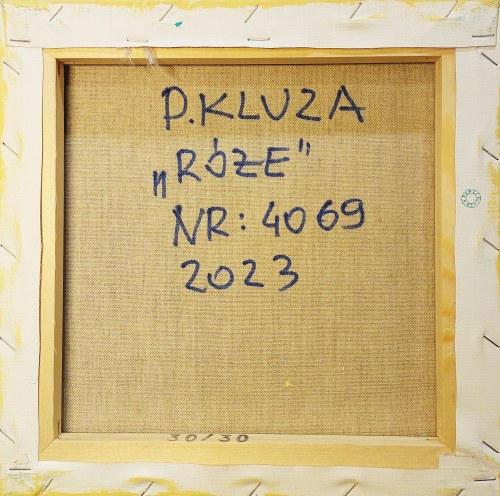 P.KLUZA
„RÓŻE"
NR: 4069
2023
30/30